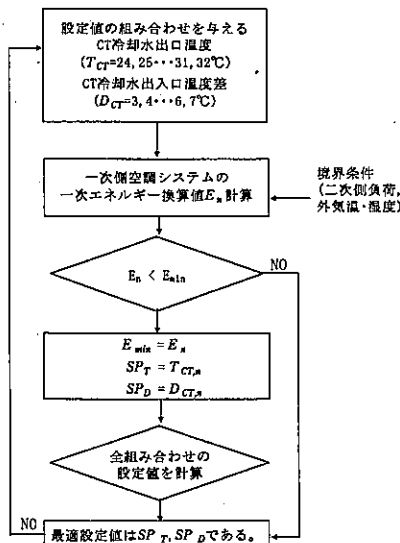 設定値の組み合わせを与える
CT冷却水出口温度
(T_CT=24, 25･･･31, 32℃)
CT冷却水出入口温度差
(D_CT=3, 4･･･6, 7℃)
一次側空調システムの
一次エネルギー換算値E_n計算
境界条件
(二次側負荷,
外気温・湿度)
E_n < E_min
NO
E_min = E_n
SP_T = T_CT,n
SP_D = D_CT,n
全組み合わせの
設定値を計算
NO
最適設定値はSP_T, SP_Dである。